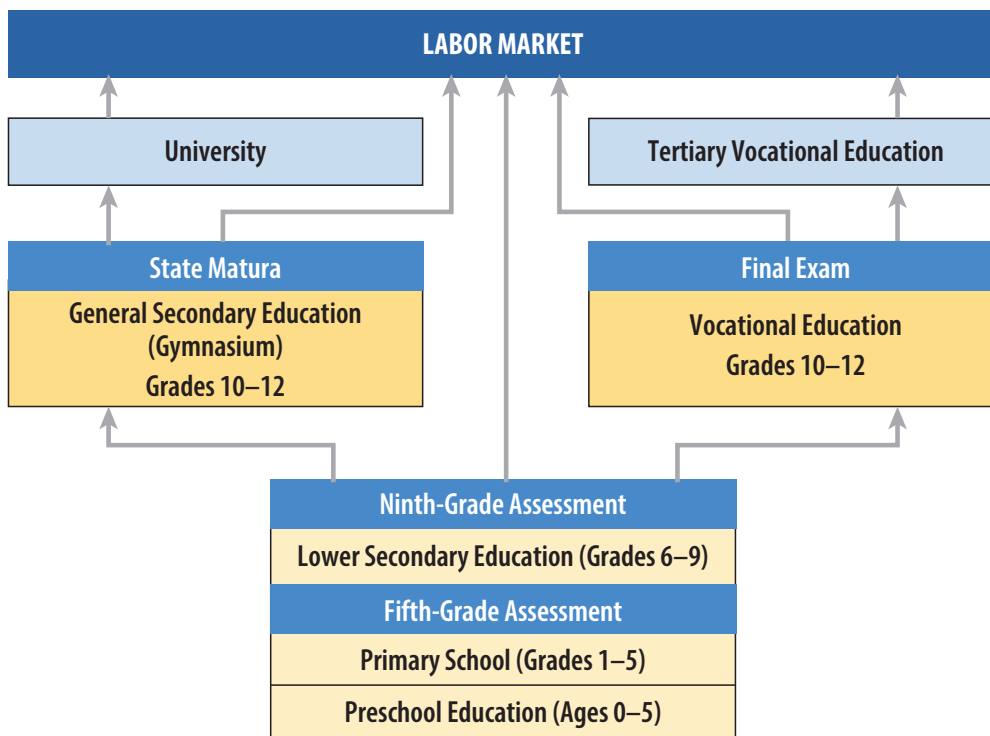 LABOR MARKET
University
Tertiary Vocational Education
State Matura
General Secondary Education
(Gymnasium)
Grades 10–12
Final Exam
Vocational Education
Grades 10–12
Ninth-Grade Assessment
Lower Secondary Education (Grades 6–9)
Fifth-Grade Assessment
Primary School (Grades 1–5)
Preschool Education (Ages 0–5)